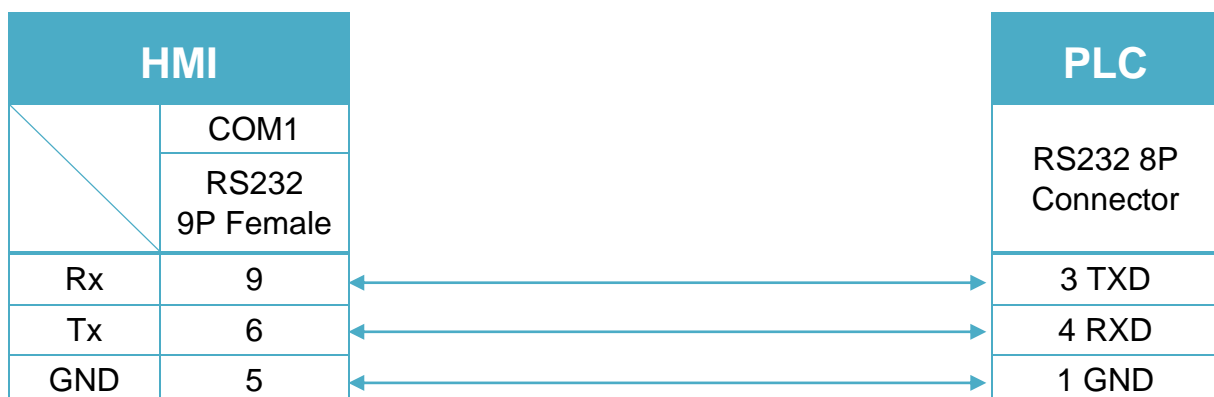 HMI
PLC
COM1
RS232
9P Female
RS232 8P
Connector
Rx 9 3 TXD
Tx 6 4 RXD
GND 5 1 GND